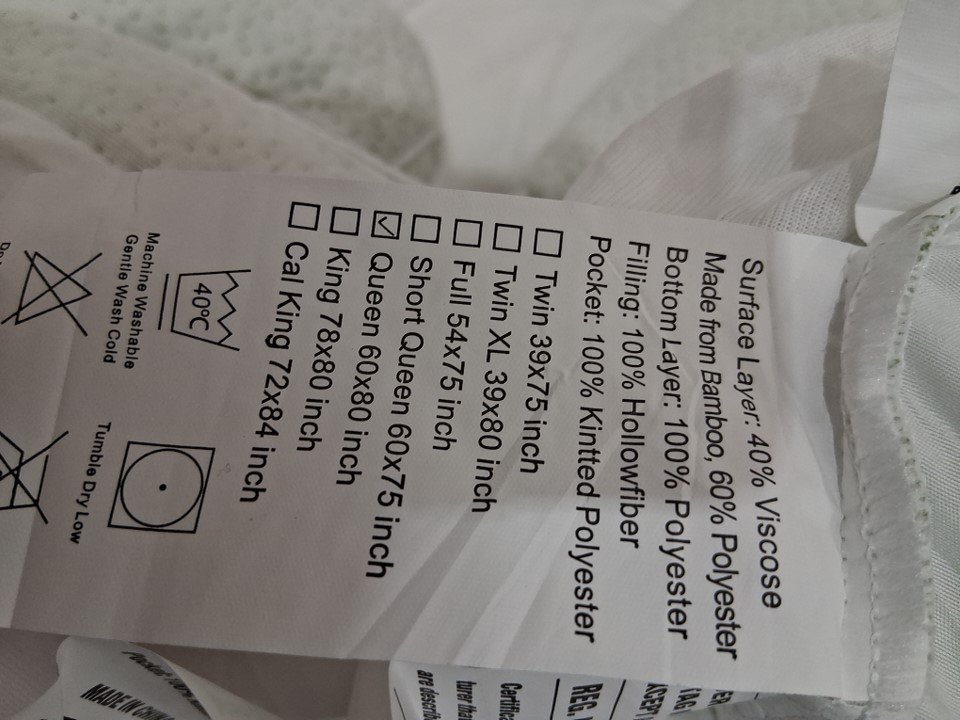 Surface Layer: 40% Viscose
Made from Bamboo, 60% Polyester
Bottom Layer: 100% Polyester
Filling: 100% Hollowfiber
Pocket: 100% Kintted Polyester
☐ Twin 39x75 inch
☐ Twin XL 39x80 inch
☐ Full 54x75 inch
☐ Short Queen 60x75 inch
☑ Queen 60x80 inch
☐ King 78x80 inch
☐ Cal King 72x84 inch
40°C
Machine Washable
Gentle Wash Cold
Tumble Dry Low
REG.
MADE IN